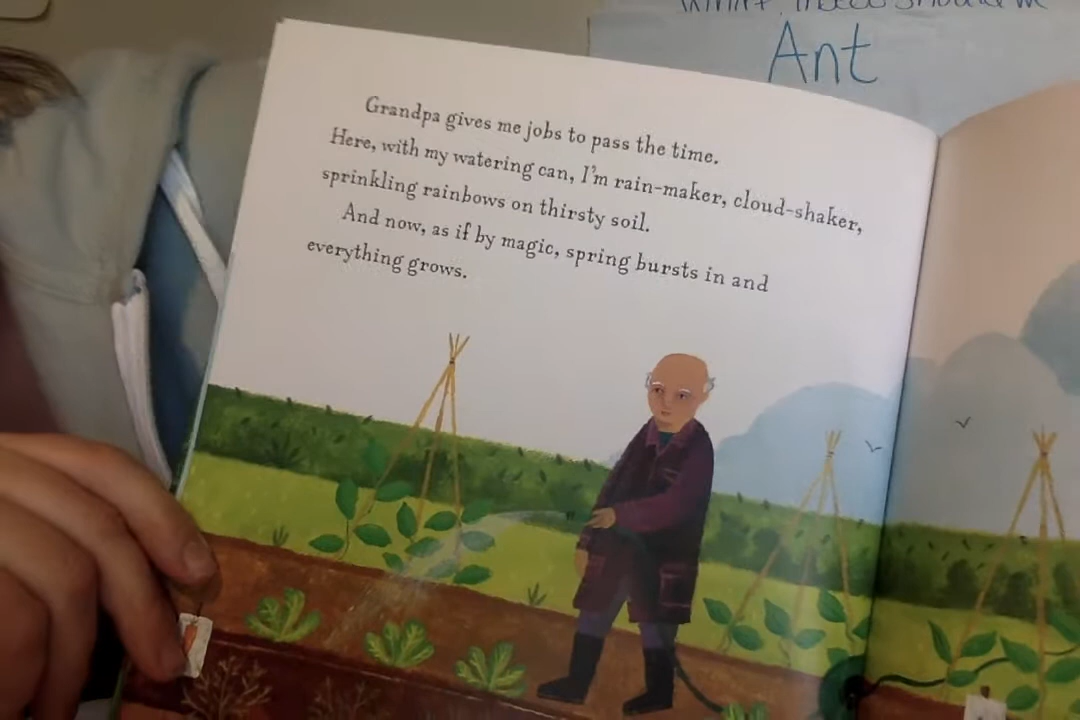 Ant
Grandpa gives me jobs to pass the time.
Here, with my watering can, I'm rain-maker, cloud-shaker,
sprinkling rainbows on thirsty soil.
And now, as if by magic, spring bursts in and
everything grows.